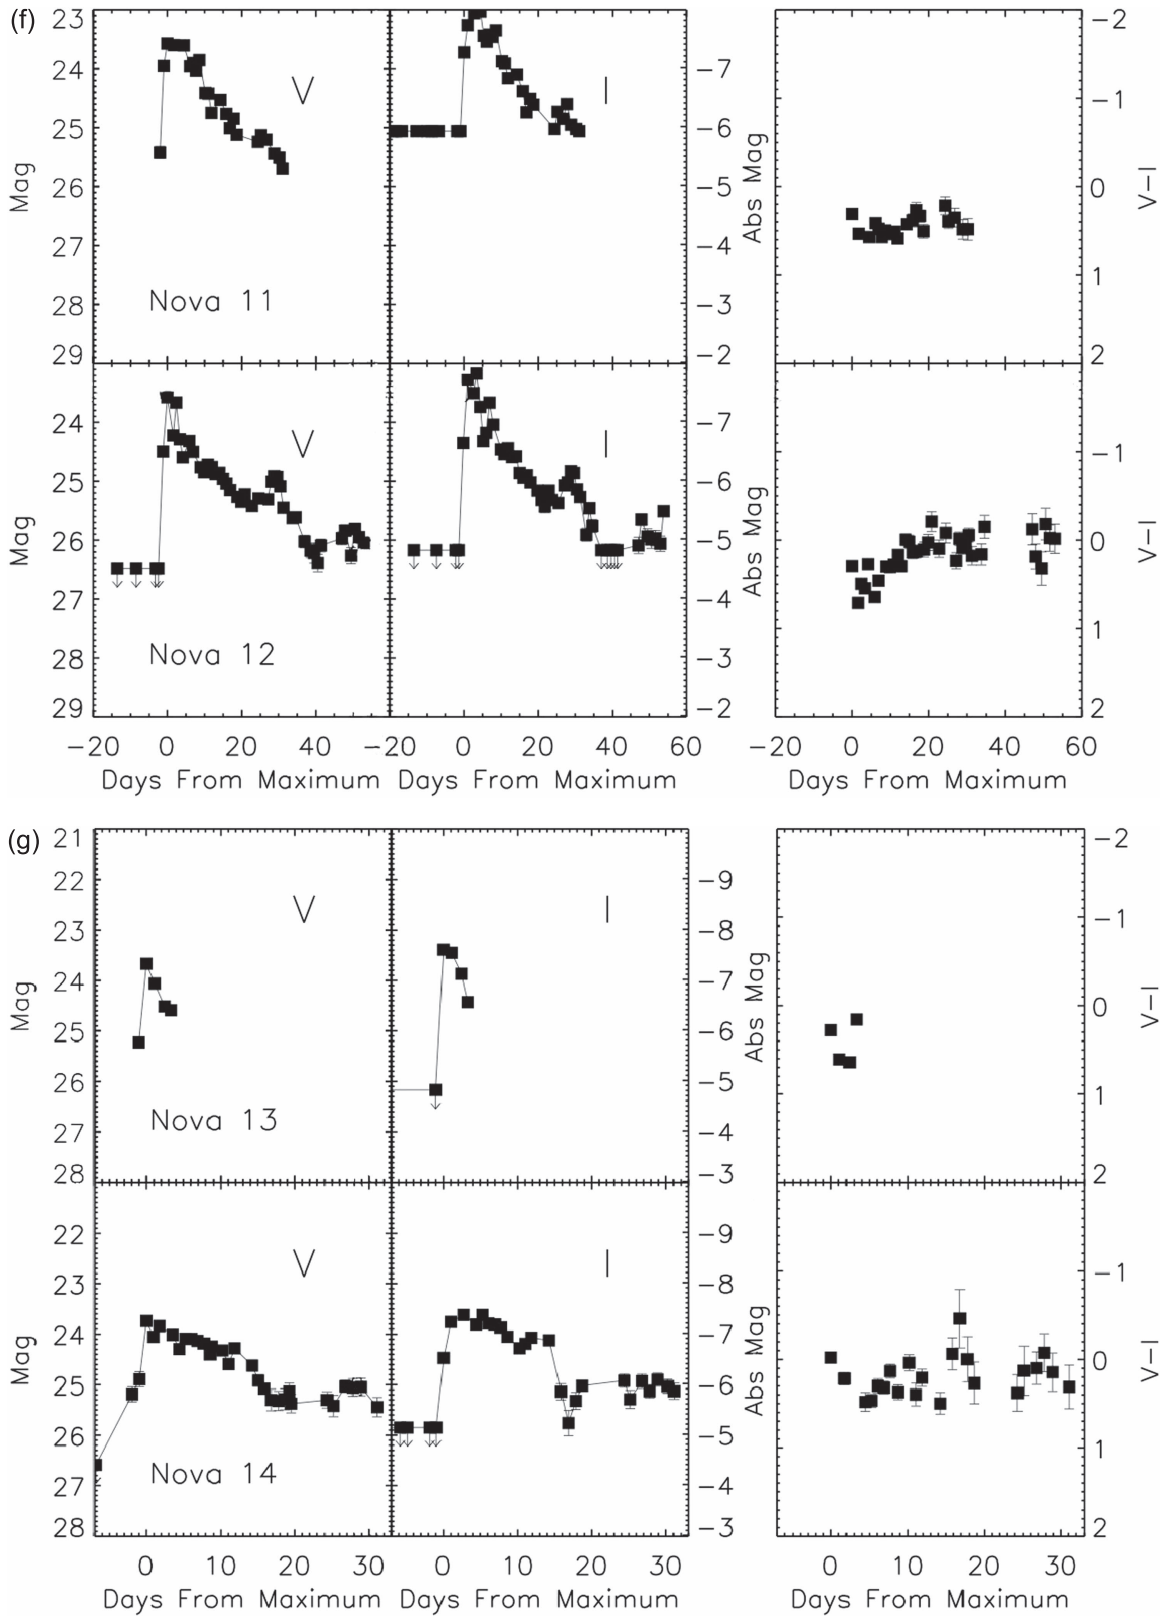 (f)
23
24
25
26
27
28
29
Mag
V
Nova 11
I
−7
−6
−5
−4
−3
−2
Abs Mag
−2
−1
0
1
2
V−I
24
25
26
27
28
29
Mag
V
Nova 12
I
−7
−6
−5
−4
−3
−2
Abs Mag
−1
0
1
2
V−I
−20 0 20 40 −20 0 20 40 60 −20 0 20 40 60
Days From Maximum Days From Maximum Days From Maximum
(g)
21
22
23
24
25
26
27
28
Mag
V
Nova 13
I
−9
−8
−7
−6
−5
−4
−3
Abs Mag
−2
−1
0
1
2
V−I
22
23
24
25
26
27
28
Mag
V
Nova 14
I
−9
−8
−7
−6
−5
−4
−3
Abs Mag
−1
0
1
2
V−I
0 10 20 30 0 10 20 30 0 10 20 30
Days From Maximum Days From Maximum Days From Maximum